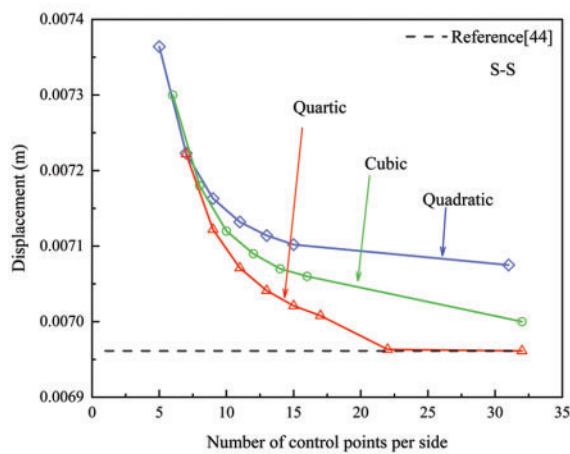 0.0074
Reference[44]
S-S
0.0073
Quartic
0.0072
Cubic
Quadratic
0.0071
0.0070
0.0069
Displacement (m)
0 5 10 15 20 25 30 35
Number of control points per side